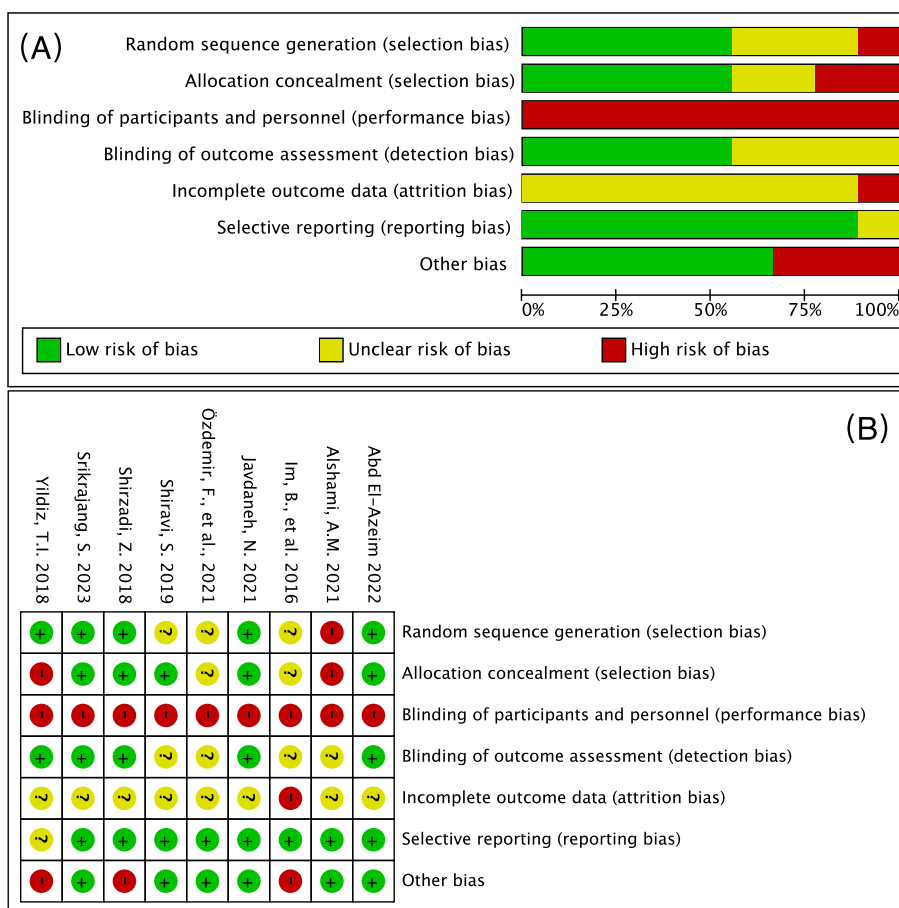 (A)
Random sequence generation (selection bias)
Allocation concealment (selection bias)
Blinding of participants and personnel (performance bias)
Blinding of outcome assessment (detection bias)
Incomplete outcome data (attrition bias)
Selective reporting (reporting bias)
Other bias
0% 25% 50% 75% 100%
Low risk of bias Unclear risk of bias High risk of bias
(B)
Yildiz, T.I. 2018
Srikrajang, S. 2023
Shirzadi, Z. 2018
Shiravi, S. 2019
Özdemir, F., et al., 2021
Javdaneh, N. 2021
Im, B., et al. 2016
Alshami, A.M. 2021
Abd El-Azeim 2022
+ + + ? ? + ? - + Random sequence generation (selection bias)
- + + + ? + ? - + Allocation concealment (selection bias)
- - - - - - - - - Blinding of participants and personnel (performance bias)
+ + + ? ? + ? ? + Blinding of outcome assessment (detection bias)
? ? ? ? ? ? - ? ? Incomplete outcome data (attrition bias)
? + + + + + + + + Selective reporting (reporting bias)
- + - + + + - + + Other bias